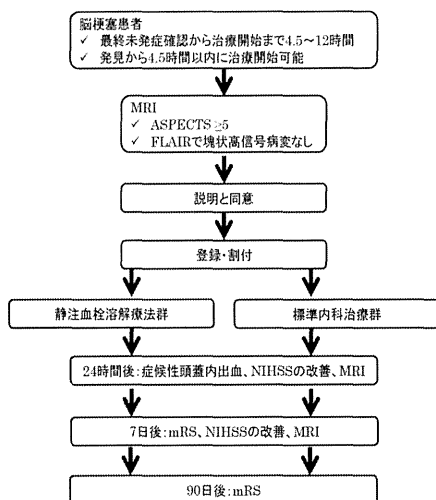 脳梗塞患者
✓ 最終未発症確認から治療開始まで4.5～12時間
✓ 発見から4.5時間以内に治療開始可能
MRI
✓ ASPECTS≥5
✓ FLAIRで塊状高信号病変なし
説明と同意
登録・割付
静注血栓溶解療法群
標準内科治療群
24時間後:症候性頭蓋内出血、NIHSSの改善、MRI
7日後:mRS、NIHSSの改善、MRI
90日後:mRS